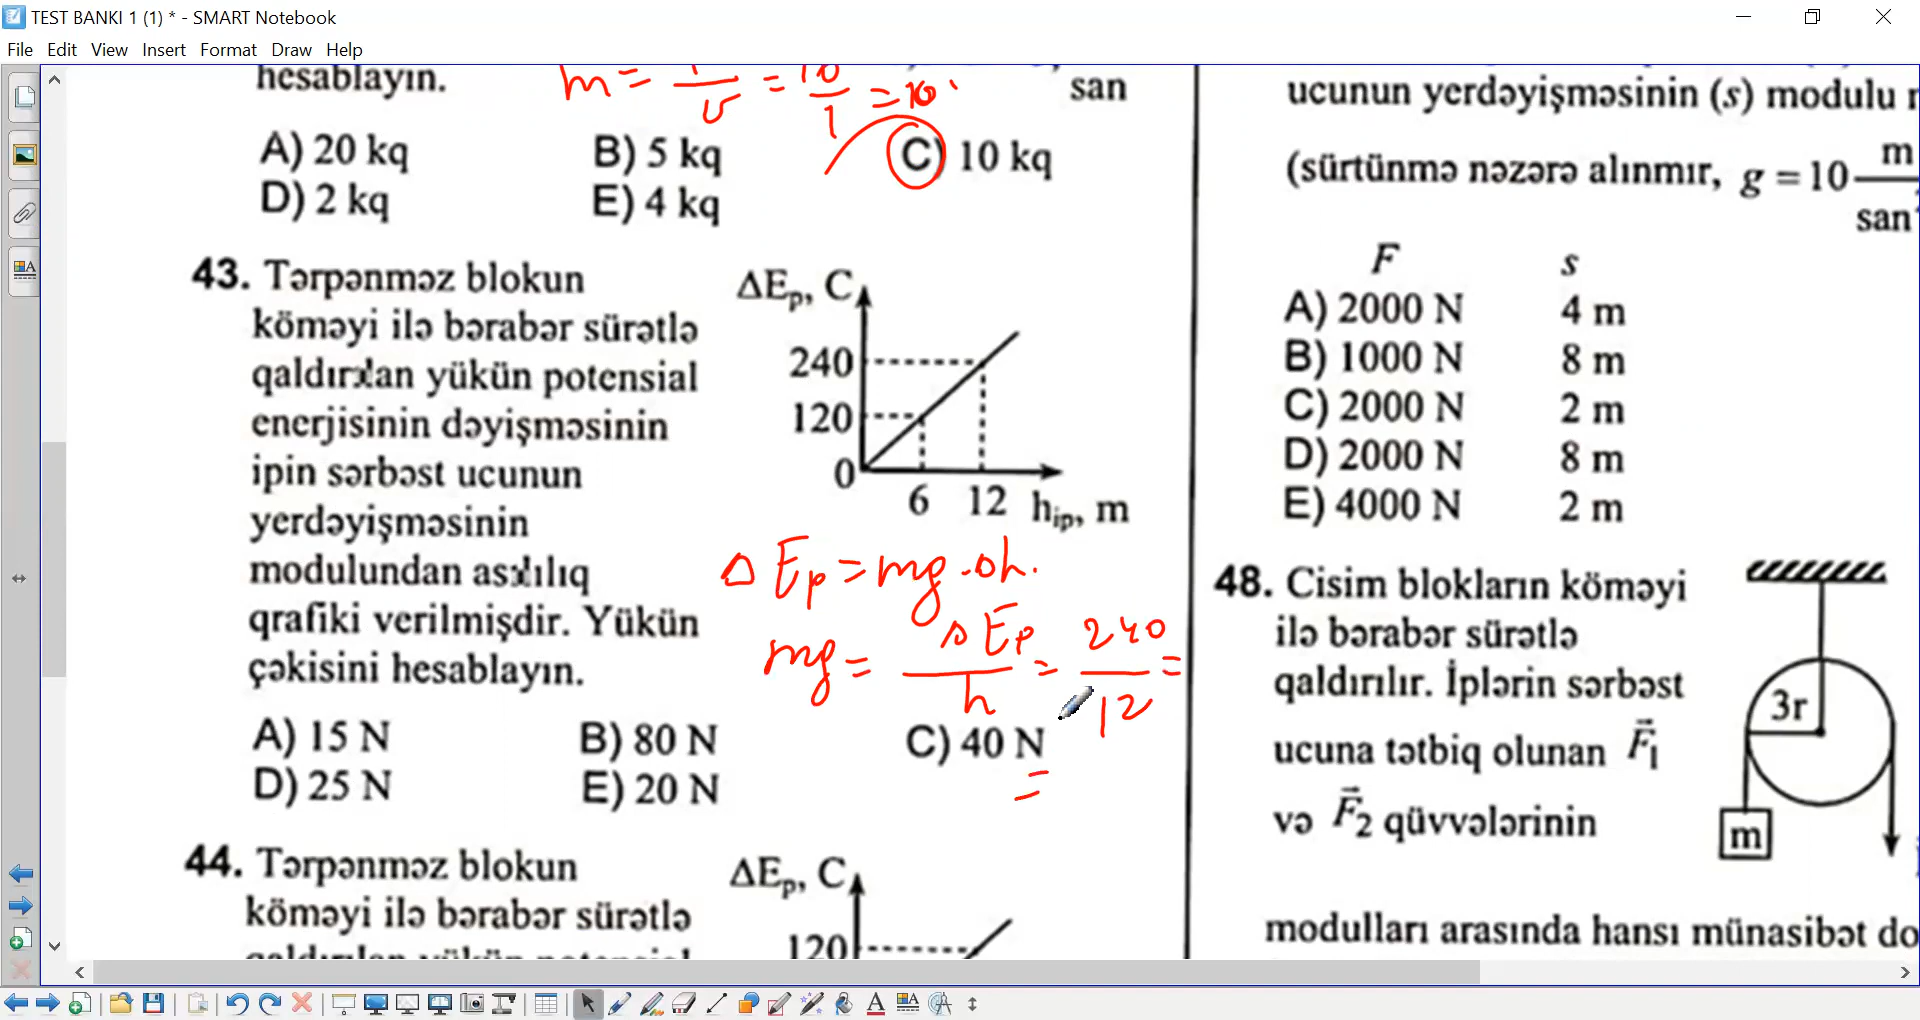 TEST BANKI 1 (1) * - SMART Notebook
File Edit View Insert Format Draw Help
hesablayın.
m = = 10/1 = 10
san
A) 20 kq B) 5 kq C) 10 kq
D) 2 kq E) 4 kq
43. Tərpənməz blokun
köməyi ilə bərabər sürətlə
qaldırılan yükün potensial
enerjisinin dəyişməsinin
ipin sərbəst ucunun
yerdəyişməsinin
modulundan asılılıq
qrafiki verilmişdir. Yükün
çəkisini hesablayın.
ΔEp, C
240
120
0
6 12 hip, m
Δ Ep = mg · Δh.
mg = ΔEp/h = 240/12 =
A) 15 N B) 80 N C) 40 N
D) 25 N E) 20 N
=
44. Tərpənməz blokun
köməyi ilə bərabər sürətlə
qaldırılan yükün potensial
ΔEp, C
120
ucunun yerdəyişməsinin (s) modulu
(sürtünmə nəzərə alınmır, g = 10 m/san
F s
A) 2000 N 4 m
B) 1000 N 8 m
C) 2000 N 2 m
D) 2000 N 8 m
E) 4000 N 2 m
48. Cisim blokların köməyi
ilə bərabər sürətlə
qaldırılır. İplərin sərbəst
ucuna tətbiq olunan F₁
və F₂ qüvvələrinin
3r
m
modulları arasında hansı münasibət do